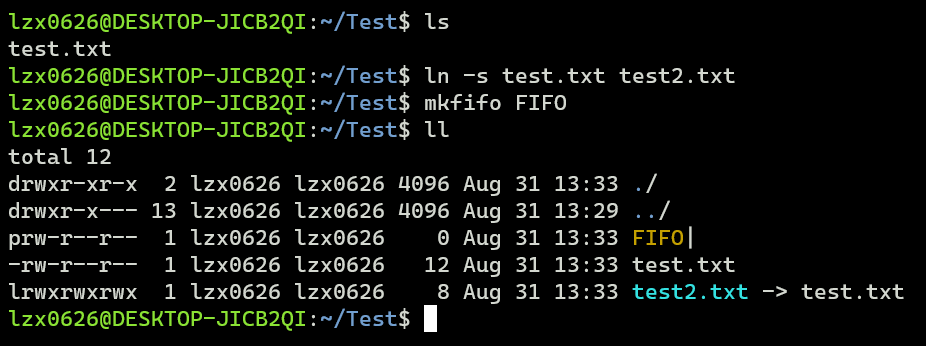 lzx0626@DESKTOP-JICB2QI:~/Test$ ls
test.txt
lzx0626@DESKTOP-JICB2QI:~/Test$ ln -s test.txt test2.txt
lzx0626@DESKTOP-JICB2QI:~/Test$ mkfifo FIFO
lzx0626@DESKTOP-JICB2QI:~/Test$ ll
total 12
drwxr-xr-x  2 lzx0626 lzx0626 4096 Aug 31 13:33 ./
drwxr-x--- 13 lzx0626 lzx0626 4096 Aug 31 13:29 ../
prw-r--r--  1 lzx0626 lzx0626    0 Aug 31 13:33 FIFO|
-rw-r--r--  1 lzx0626 lzx0626   12 Aug 31 13:33 test.txt
lrwxrwxrwx  1 lzx0626 lzx0626    8 Aug 31 13:33 test2.txt -> test.txt
lzx0626@DESKTOP-JICB2QI:~/Test$